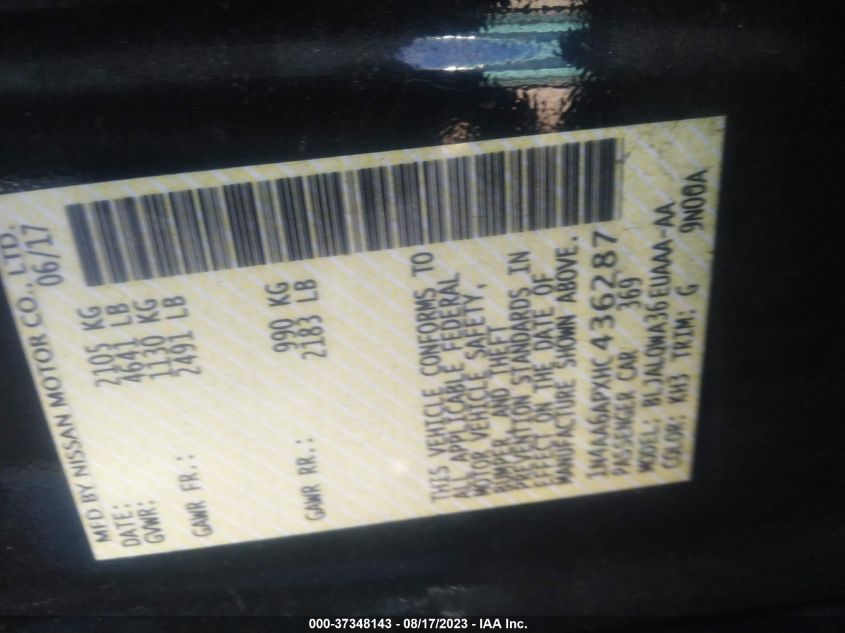 MFD BY NISSAN MOTOR CO., LTD.
DATE: 06/17
GVWR: 2105 KG
4641 LB
GAWR FR.: 1130 KG
2491 LB
GAWR RR.: 990 KG
2183 LB
THIS VEHICLE CONFORMS TO
ALL APPLICABLE FEDERAL
MOTOR VEHICLE SAFETY,
BUMPER, AND THEFT
PREVENTION STANDARDS IN
EFFECT ON THE DATE OF
MANUFACTURE SHOWN ABOVE.
1N4AA6APXHC436287
PASSENGER CAR 369
MODEL: BLJALQWA36EUAAA-AA
COLOR: KH3 TRIM: G 9N00A
000-37348143 - 08/17/2023 - IAA Inc.